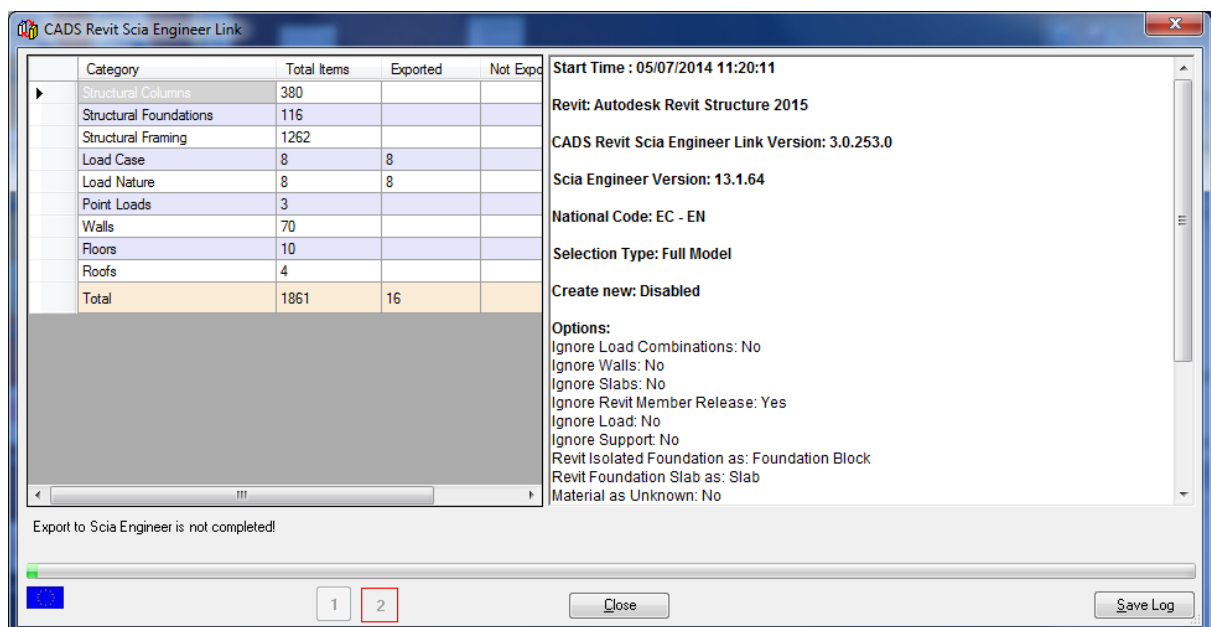 CADS Revit Scia Engineer Link
Category Total Items Exported Not Expo
Structural Columns 380
Structural Foundations 116
Structural Framing 1262
Load Case 8 8
Load Nature 8 8
Point Loads 3
Walls 70
Floors 10
Roofs 4
Total 1861 16
Start Time : 05/07/2014 11:20:11
Revit: Autodesk Revit Structure 2015
CADS Revit Scia Engineer Link Version: 3.0.253.0
Scia Engineer Version: 13.1.64
National Code: EC - EN
Selection Type: Full Model
Create new: Disabled
Options:
Ignore Load Combinations: No
Ignore Walls: No
Ignore Slabs: No
Ignore Revit Member Release: Yes
Ignore Load: No
Ignore Support: No
Revit Isolated Foundation as: Foundation Block
Revit Foundation Slab as: Slab
Material as Unknown: No
Export to Scia Engineer is not completed!
1 2
Close
Save Log